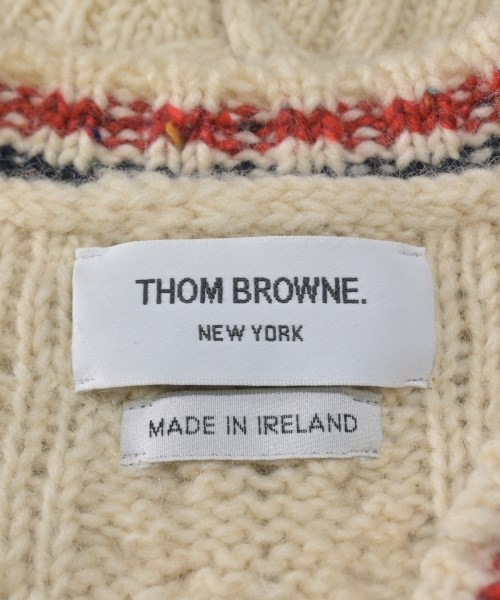 THOM BROWNE.
NEW YORK
MADE IN IRELAND